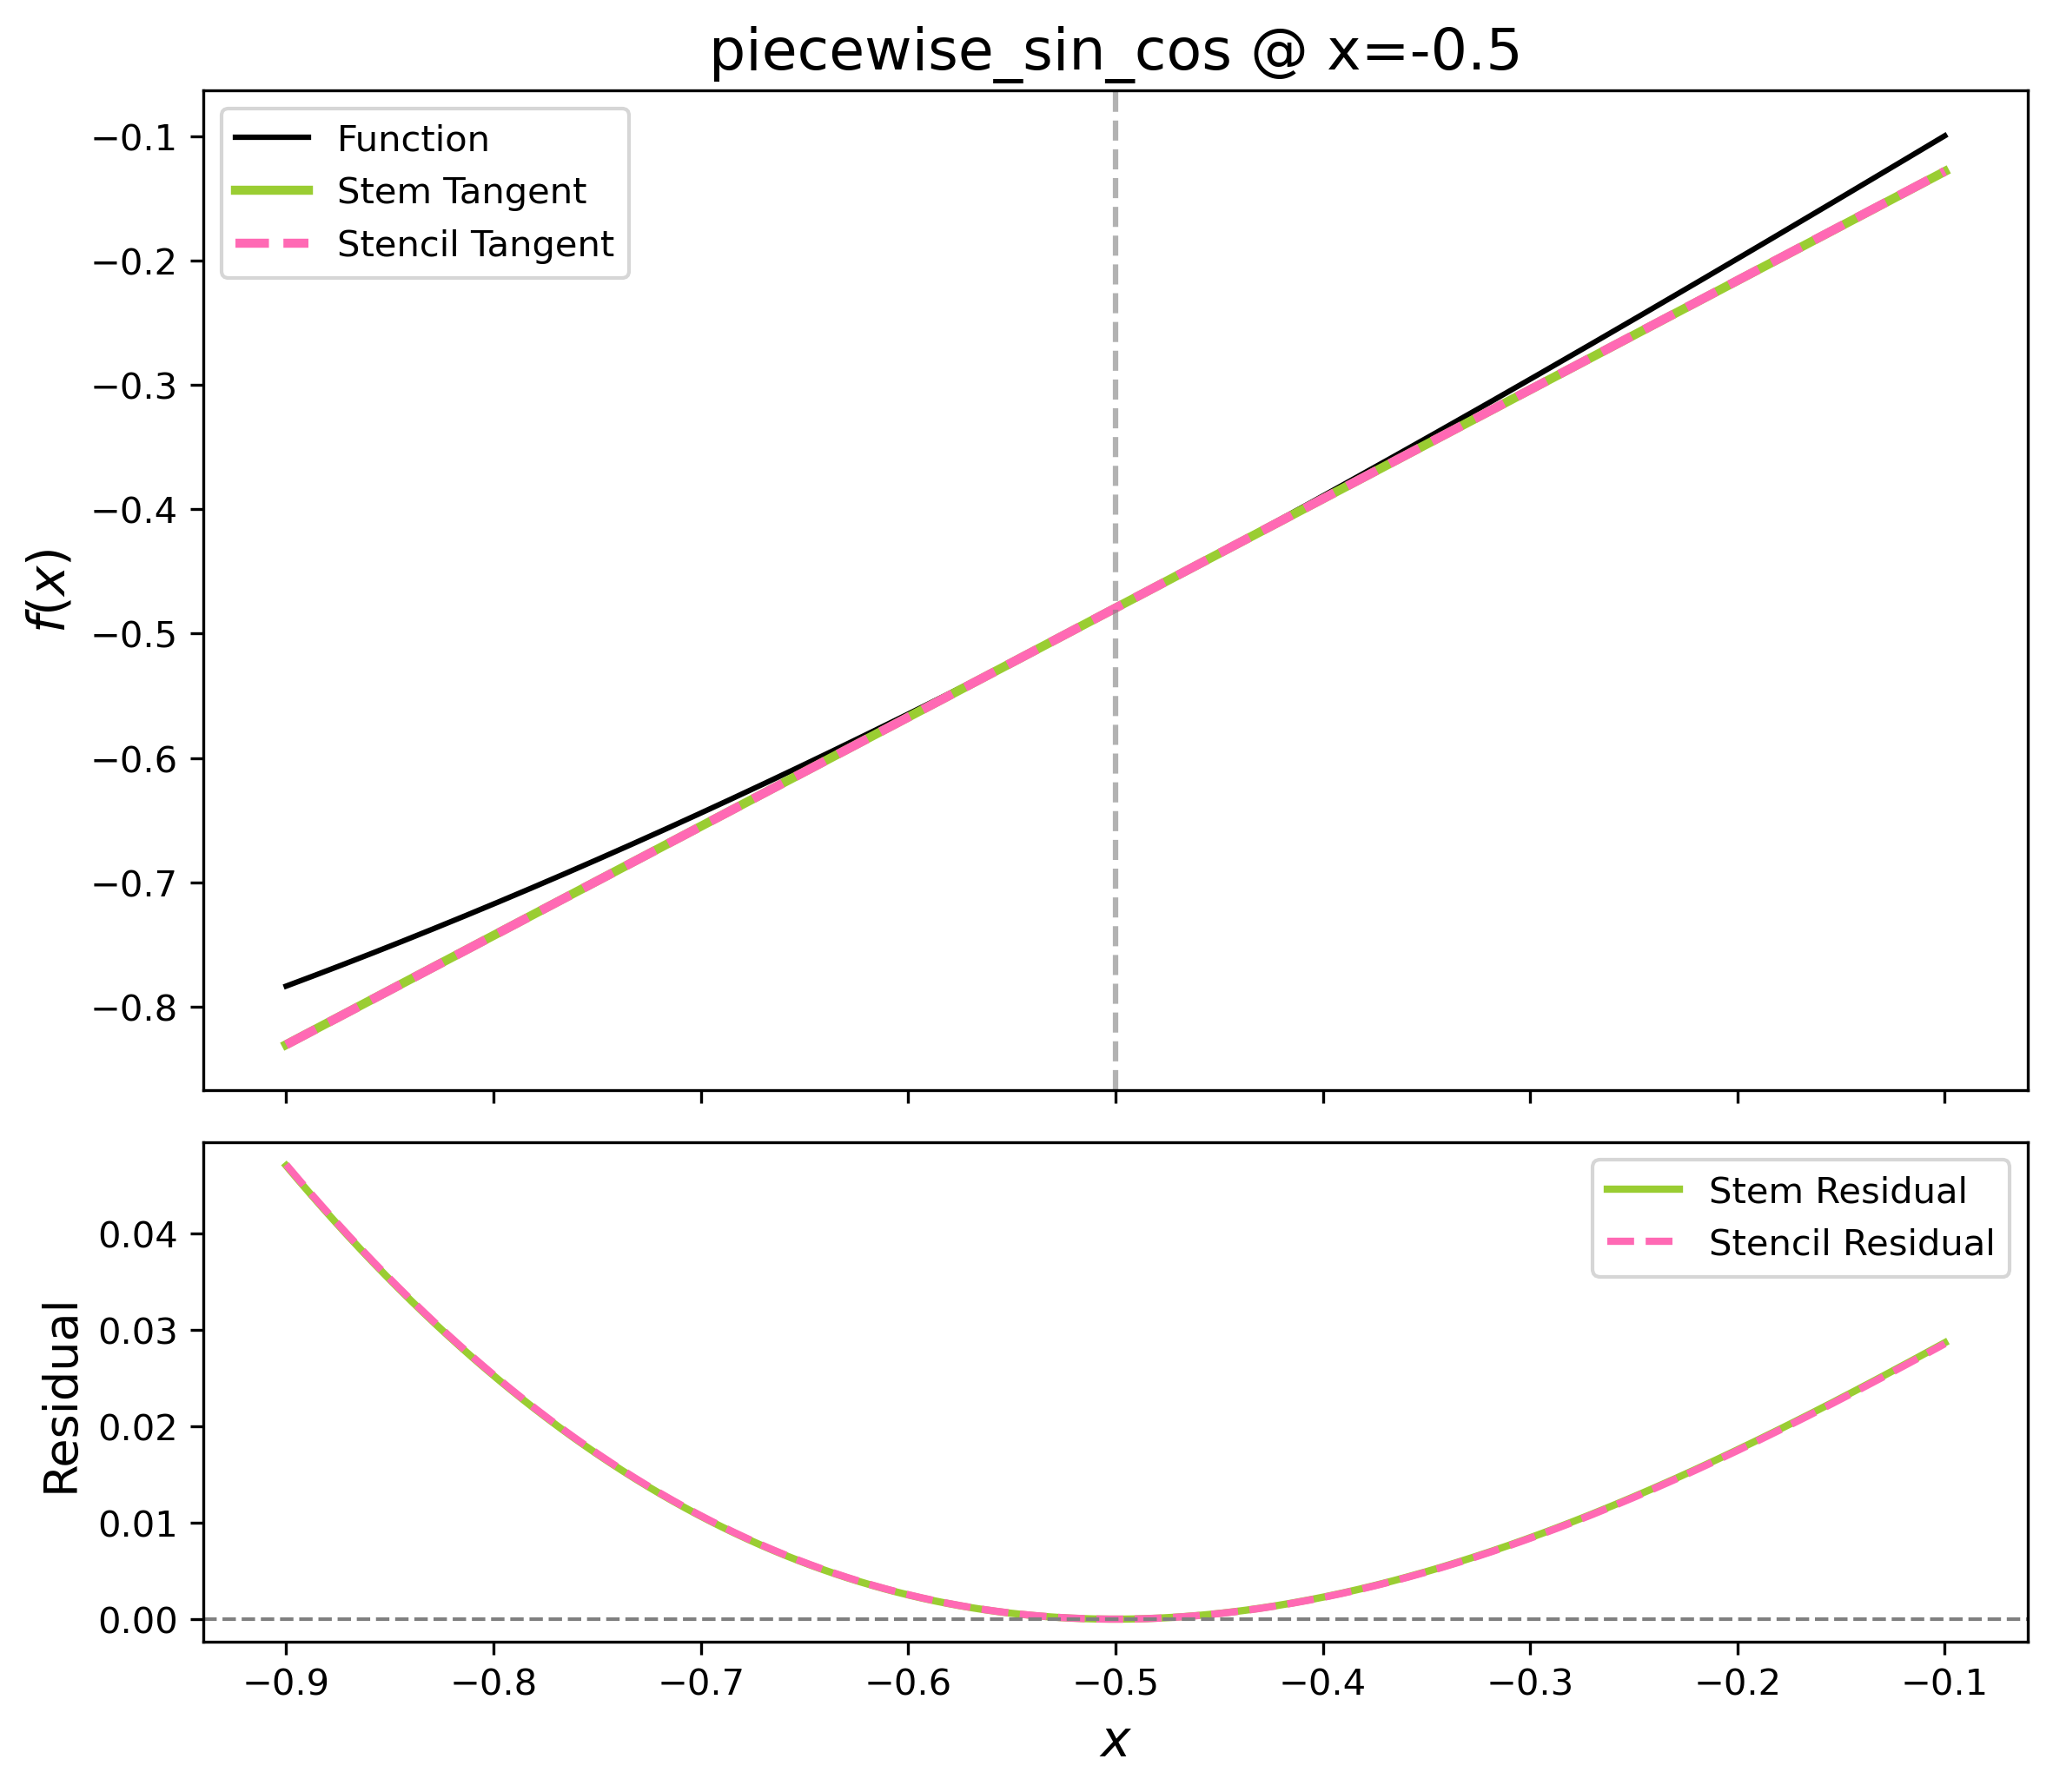 piecewise_sin_cos @ x=-0.5
Function
Stem Tangent
Stencil Tangent
−0.1
−0.2
−0.3
−0.4
−0.5
−0.6
−0.7
−0.8
f(x)
Stem Residual
Stencil Residual
0.04
0.03
0.02
0.01
0.00
Residual
−0.9 −0.8 −0.7 −0.6 −0.5 −0.4 −0.3 −0.2 −0.1
x